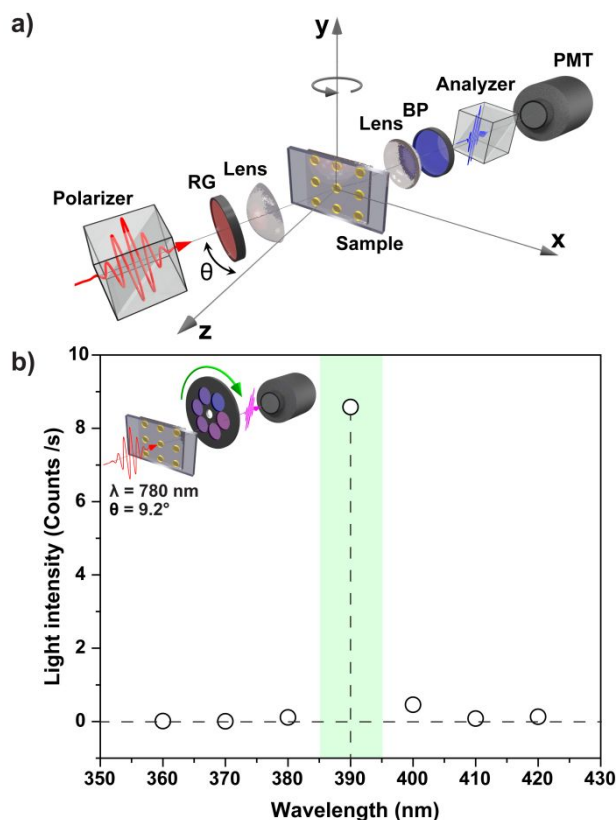 a)
y
PMT
Analyzer
BP
Lens
Lens
RG
Polarizer
Sample
θ
x
z
b)
10
8
6
4
2
0
Light intensity (Counts /s)
λ = 780 nm
θ = 9.2°
350 360 370 380 390 400 410 420 430
Wavelength (nm)